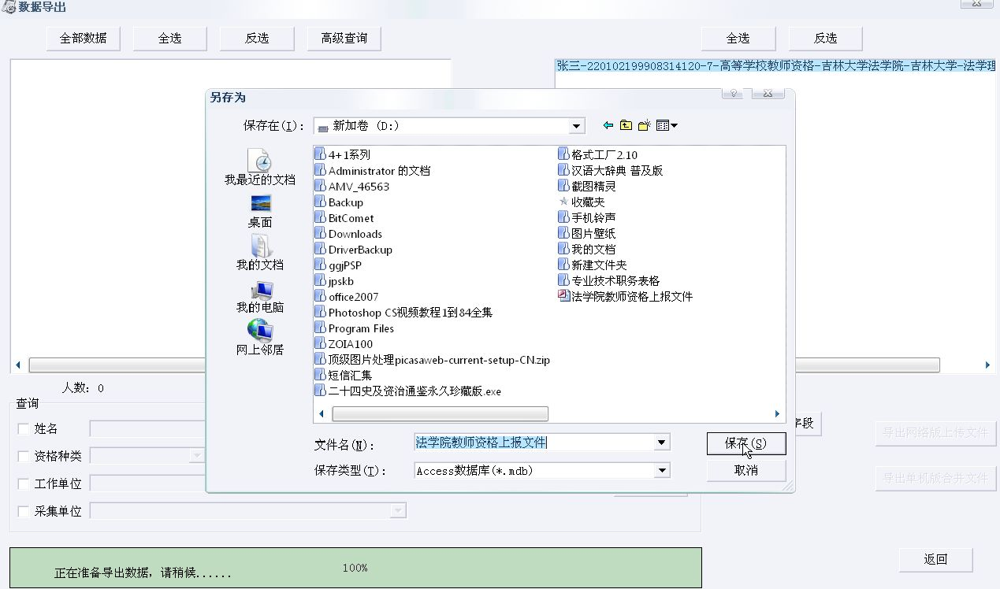 数据导出
全部数据 全选 反选 高级查询 全选 反选
张三-220102199908314120-7-高等学校教师资格-吉林大学法学院-吉林大学-法学理
另存为
保存在(I): 新加卷 (D:)
我最近的文档
桌面
我的文档
我的电脑
网上邻居
4+1系列
Administrator 的文档
AMV_46563
Backup
BitComet
Downloads
DriverBackup
ggjPSP
jpskb
office2007
Photoshop CS视频教程1到84全集
Program Files
ZOIA100
顶级图片处理picasaweb-current-setup-CN.zip
短信汇集
二十四史及资治通鉴永久珍藏版.exe
格式工厂2.10
汉语大辞典 普及版
截图精灵
收藏夹
手机铃声
图片壁纸
我的文档
新建文件夹
专业技术职务表格
法学院教师资格上报文件
文件名(N): 法学院教师资格上报文件 保存(S)
保存类型(T): Access数据库(*.mdb) 取消
人数: 0
查询
姓名
资格种类
工作单位
采集单位
字段
导出网络版上传文件
导出单机版合并文件
正在准备导出数据, 请稍候...... 100%
返回